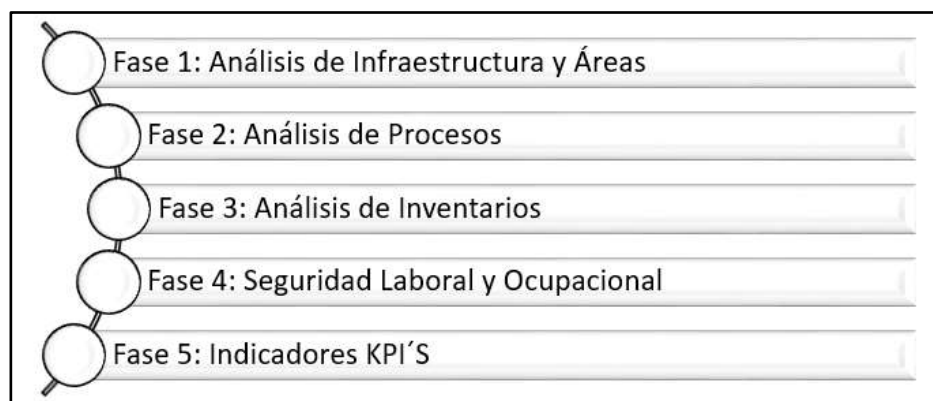 Fase 1: Análisis de Infraestructura y Áreas
Fase 2: Análisis de Procesos
Fase 3: Análisis de Inventarios
Fase 4: Seguridad Laboral y Ocupacional
Fase 5: Indicadores KPI´S